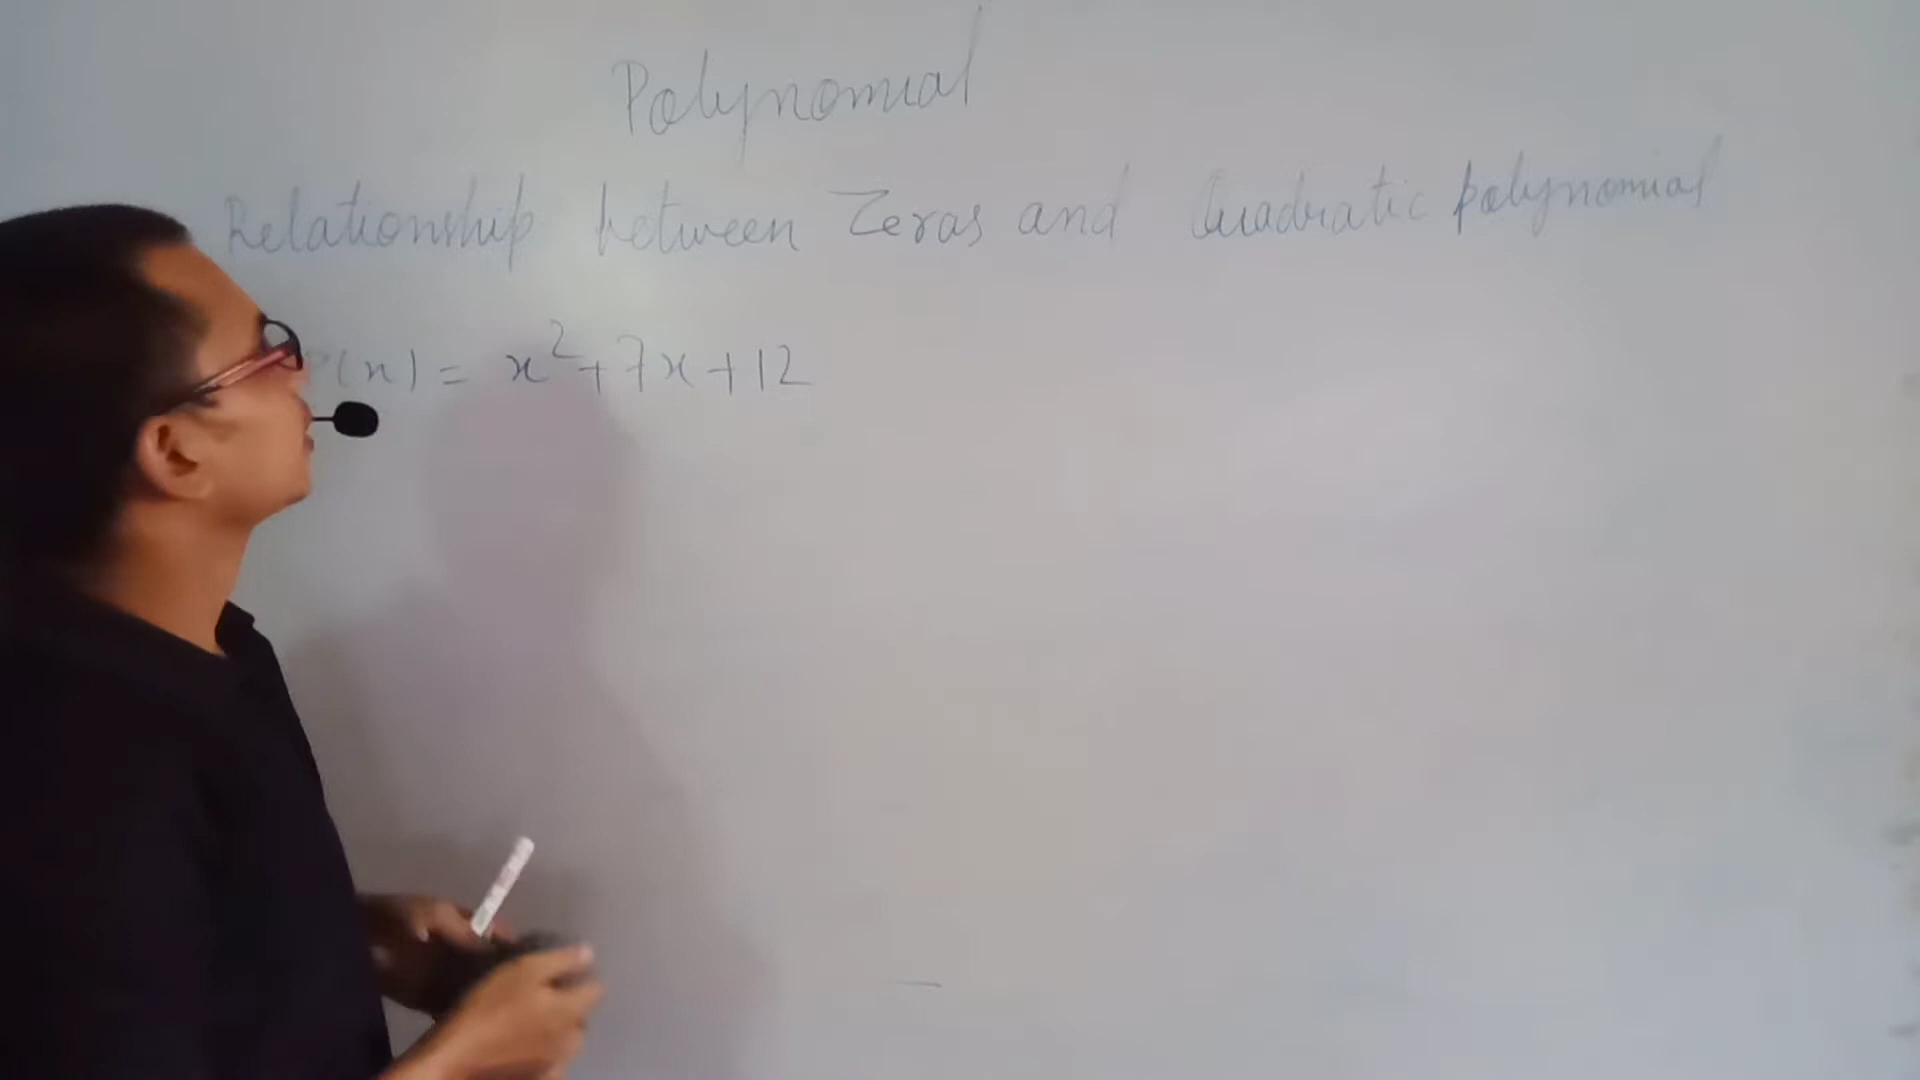 Polynomial
Relationship between Zeros and Quadratic polynomial
P(x) = x²+7x+12